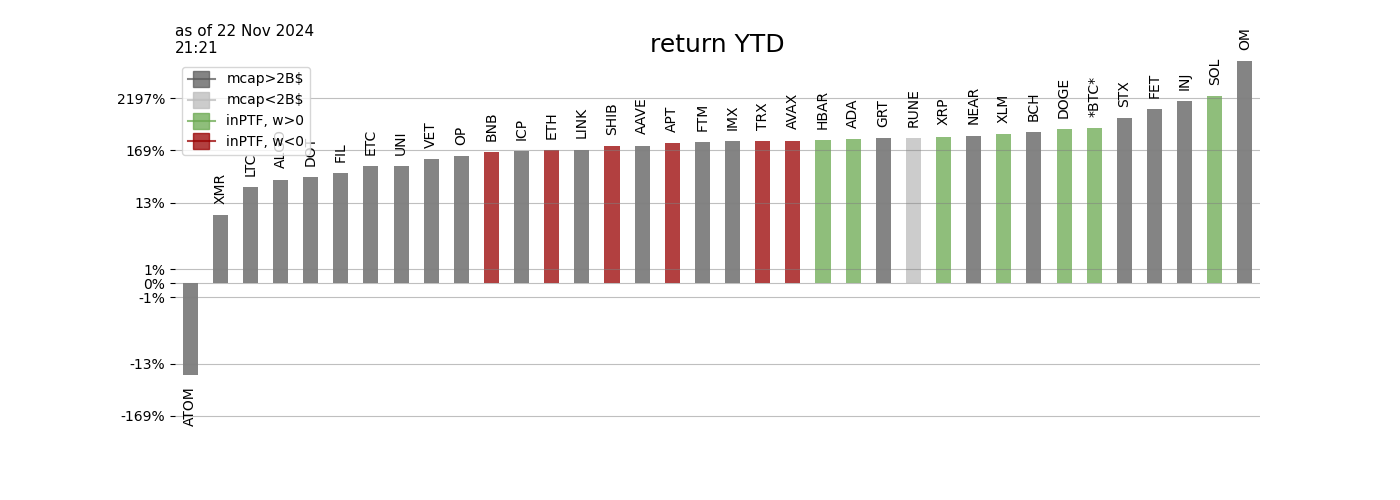 as of 22 Nov 2024
21:21
return YTD
mcap>2B$
mcap<2B$
inPTF, w>0
inPTF, w<0
2197%
169%
13%
1%
0%
-1%
-13%
-169%
ATOM
XMR
LTC
ALGO
DOT
FIL
ETC
UNI
VET
OP
BNB
ICP
ETH
LINK
SHIB
AAVE
APT
FTM
IMX
TRX
AVAX
HBAR
ADA
GRT
RUNE
XRP
NEAR
XLM
BCH
DOGE
*BTC*
STX
FET
INJ
SOL
OM